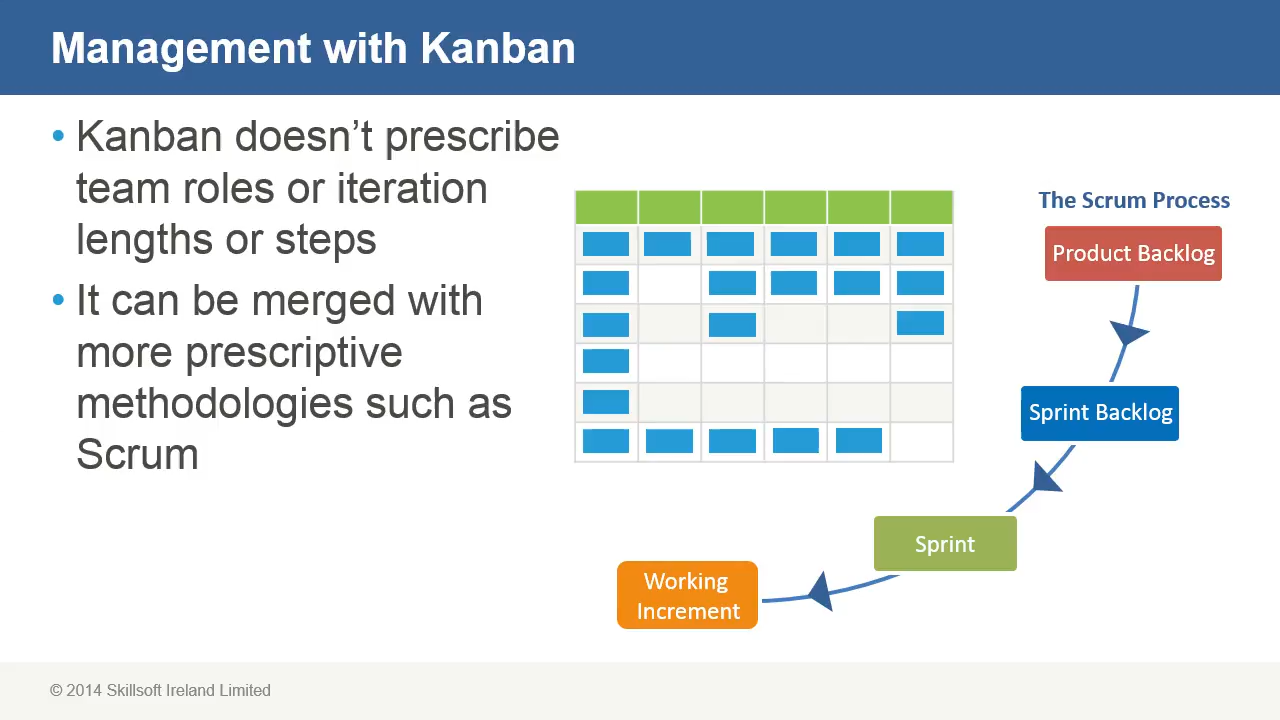 Management with Kanban
• Kanban doesn’t prescribe
team roles or iteration
lengths or steps
• It can be merged with
more prescriptive
methodologies such as
Scrum
The Scrum Process
Product Backlog
Sprint Backlog
Sprint
Working
Increment
© 2014 Skillsoft Ireland Limited